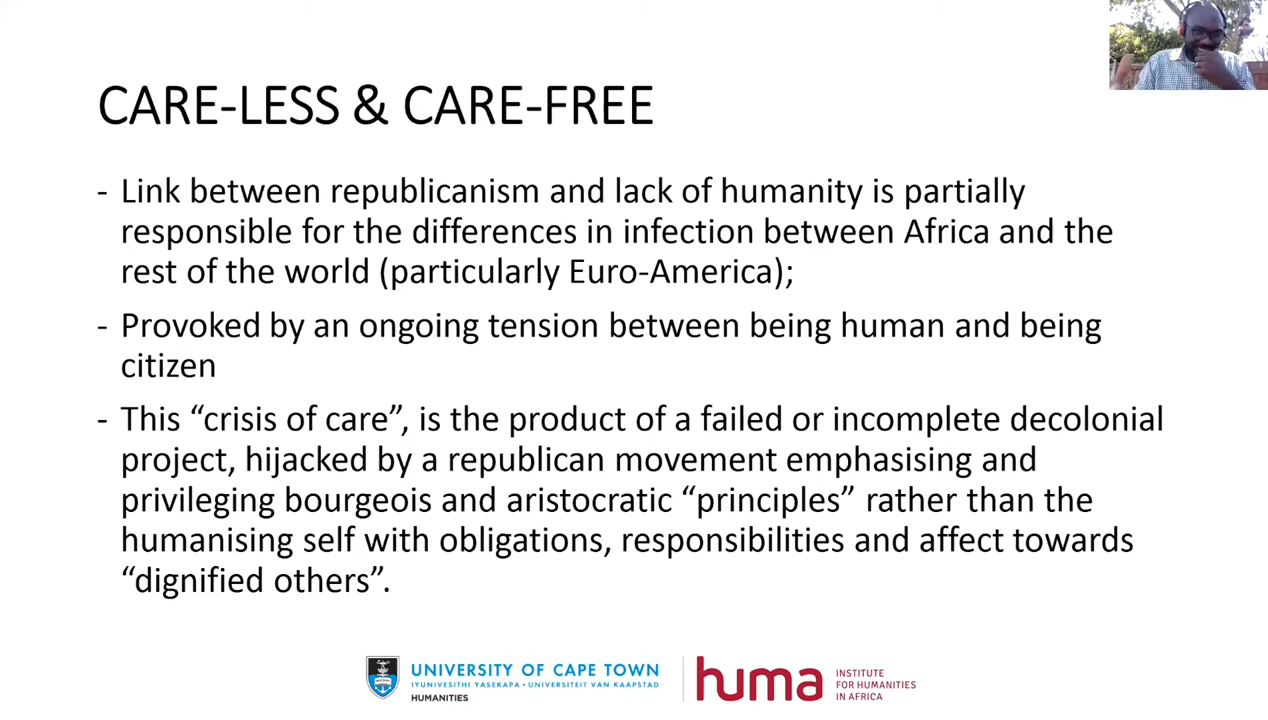 CARE-LESS & CARE-FREE
- Link between republicanism and lack of humanity is partially
responsible for the differences in infection between Africa and the
rest of the world (particularly Euro-America);
- Provoked by an ongoing tension between being human and being
citizen
- This “crisis of care”, is the product of a failed or incomplete decolonial
project, hijacked by a republican movement emphasising and
privileging bourgeois and aristocratic “principles” rather than the
humanising self with obligations, responsibilities and affect towards
“dignified others”.
UNIVERSITY OF CAPE TOWN
IYUNIVESITHI YASEKAPA • UNIVERSITEIT VAN KAAPSTAD
HUMANITIES
huma
INSTITUTE
FOR HUMANITIES
IN AFRICA